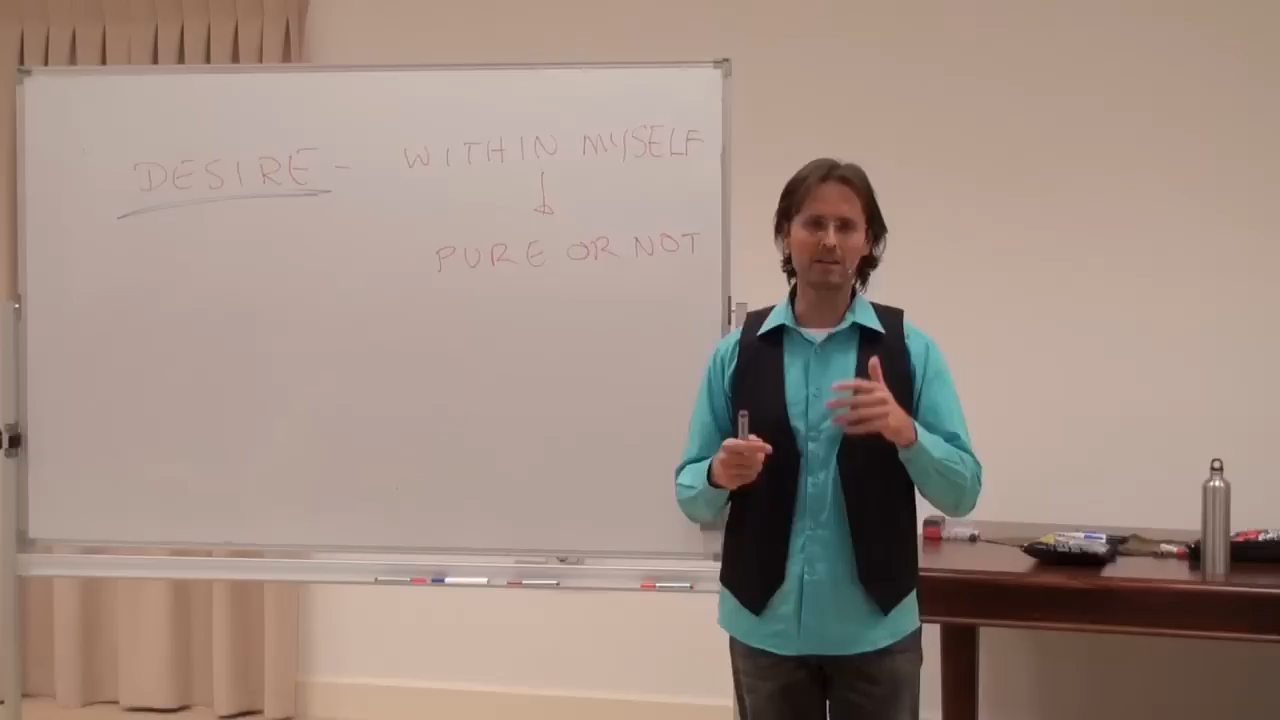 DESIRE - WITHIN MYSELF
↓
PURE OR NOT